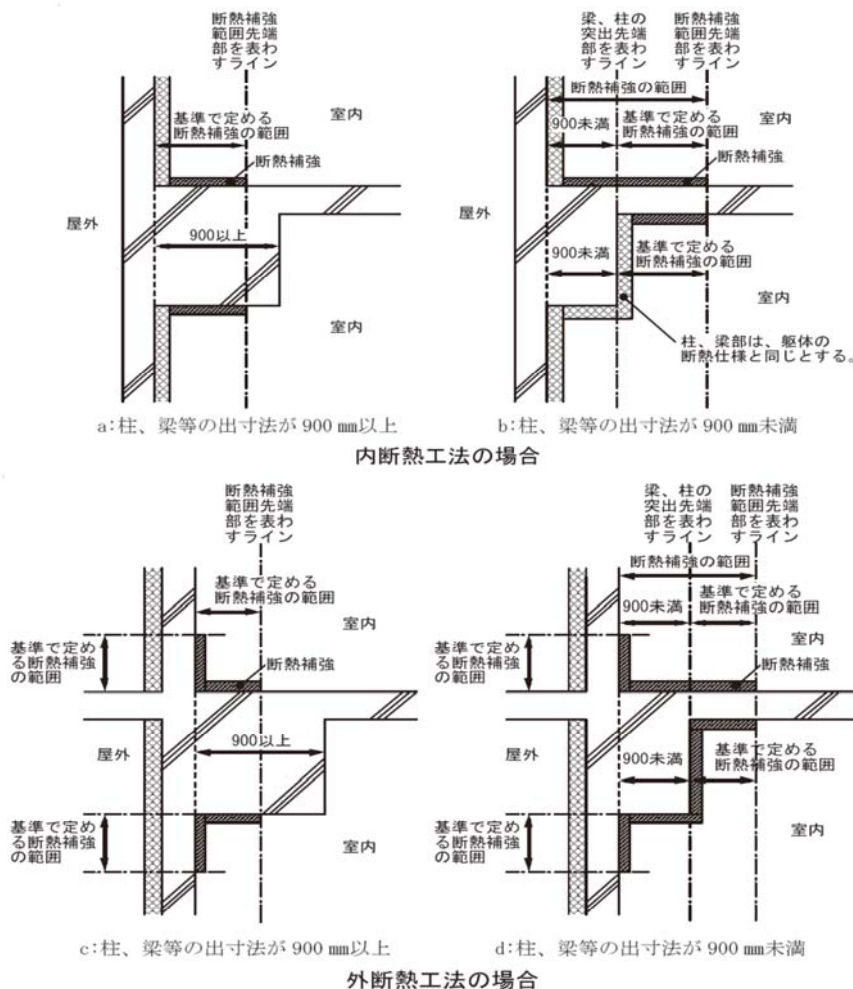 断熱補強
範囲先端
部を表わ
すライン
基準で定める
断熱補強の範囲
室内
断熱補強
屋外
900以上
室内
a:柱、梁等の出寸法が 900 ㎜以上
梁、柱の
突出先端
部を表わ
すライン
断熱補強
範囲先端
部を表わ
すライン
断熱補強の範囲
900未満
基準で定める
断熱補強の範囲
室内
断熱補強
屋外
900未満
基準で定める
断熱補強の範囲
室内
柱、梁部は、躯体の
断熱仕様と同じとする。
b:柱、梁等の出寸法が 900 ㎜未満
内断熱工法の場合
断熱補強
範囲先端
部を表わ
すライン
基準で定める
断熱補強の範囲
室内
基準で定め
る断熱補強
の範囲
断熱補強
屋外
900以上
基準で定め
る断熱補強
の範囲
室内
c:柱、梁等の出寸法が 900 ㎜以上
梁、柱の
突出先端
部を表わ
すライン
断熱補強
範囲先端
部を表わ
すライン
断熱補強の範囲
900未満
基準で定める
断熱補強の範囲
室内
基準で定め
る断熱補強
の範囲
断熱補強
屋外
900未満
基準で定める
断熱補強の範囲
基準で定め
る断熱補強
の範囲
室内
d:柱、梁等の出寸法が 900 ㎜未満
外断熱工法の場合